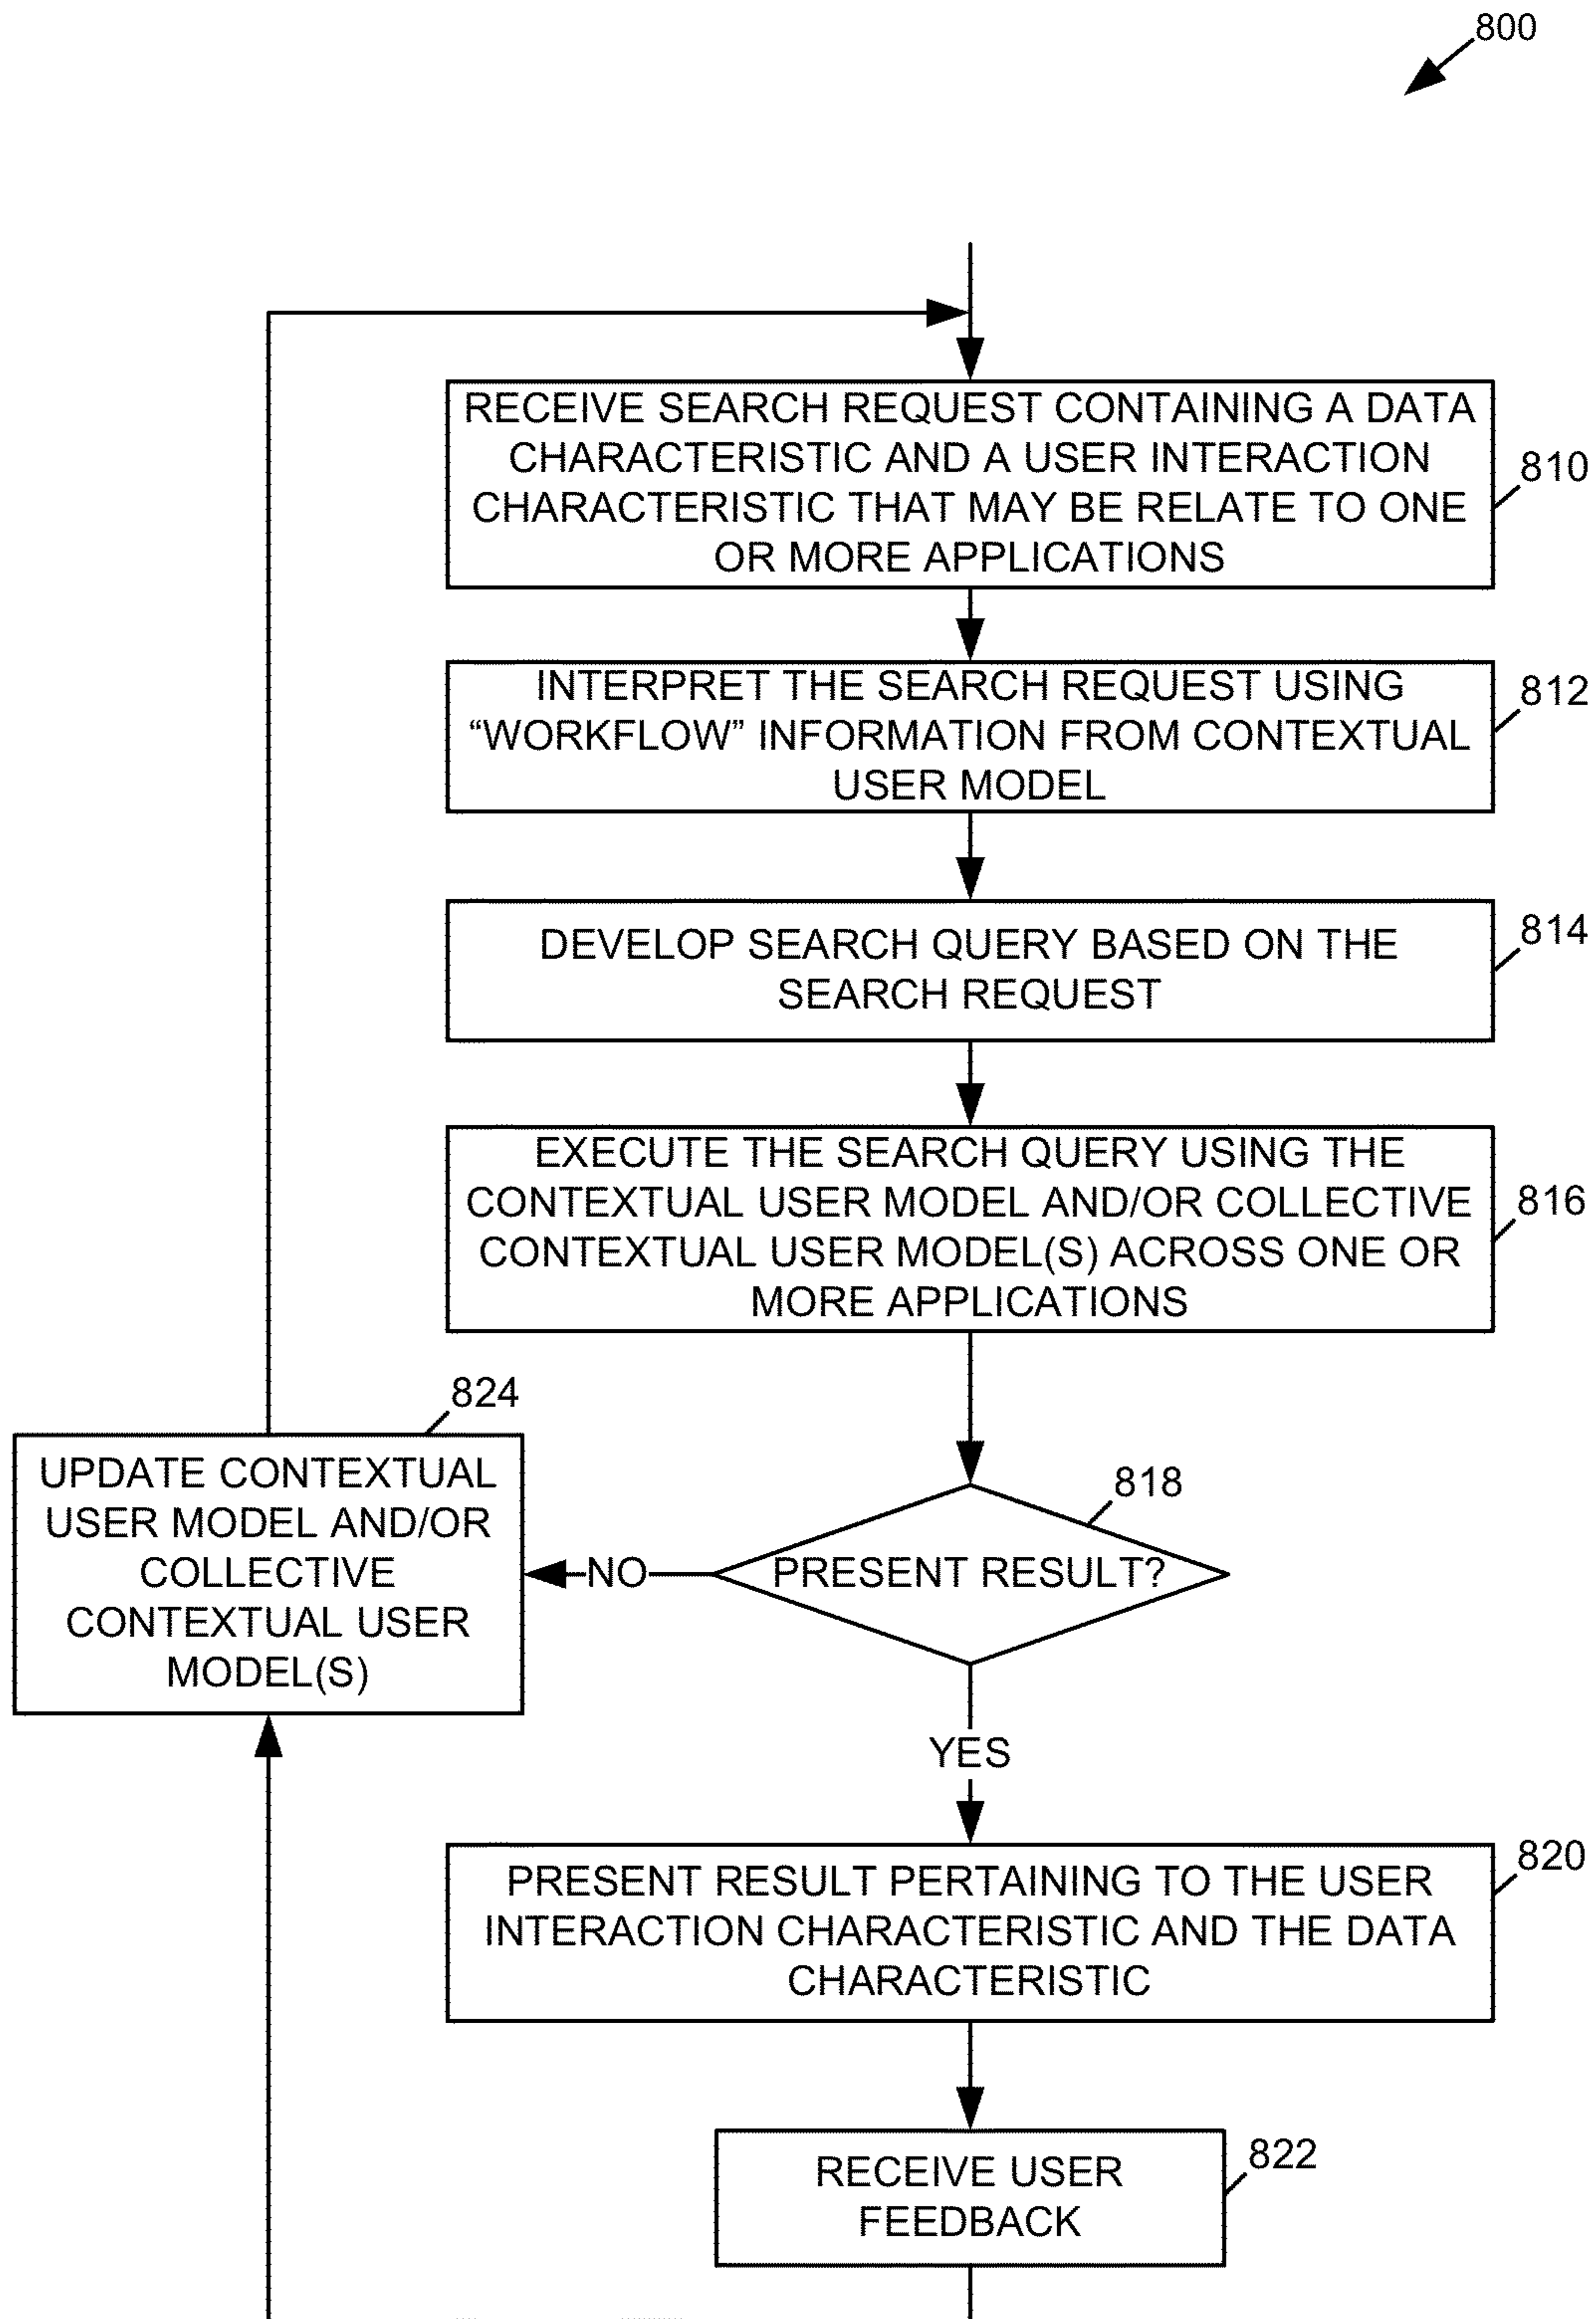 800
RECEIVE SEARCH REQUEST CONTAINING A DATA
CHARACTERISTIC AND A USER INTERACTION
CHARACTERISTIC THAT MAY BE RELATE TO ONE
OR MORE APPLICATIONS
810
INTERPRET THE SEARCH REQUEST USING
“WORKFLOW” INFORMATION FROM CONTEXTUAL
USER MODEL
812
DEVELOP SEARCH QUERY BASED ON THE
SEARCH REQUEST
814
EXECUTE THE SEARCH QUERY USING THE
CONTEXTUAL USER MODEL AND/OR COLLECTIVE
CONTEXTUAL USER MODEL(S) ACROSS ONE OR
MORE APPLICATIONS
816
824
UPDATE CONTEXTUAL
USER MODEL AND/OR
COLLECTIVE
CONTEXTUAL USER
MODEL(S)
818
PRESENT RESULT?
NO
YES
PRESENT RESULT PERTAINING TO THE USER
INTERACTION CHARACTERISTIC AND THE DATA
CHARACTERISTIC
820
RECEIVE USER
FEEDBACK
822